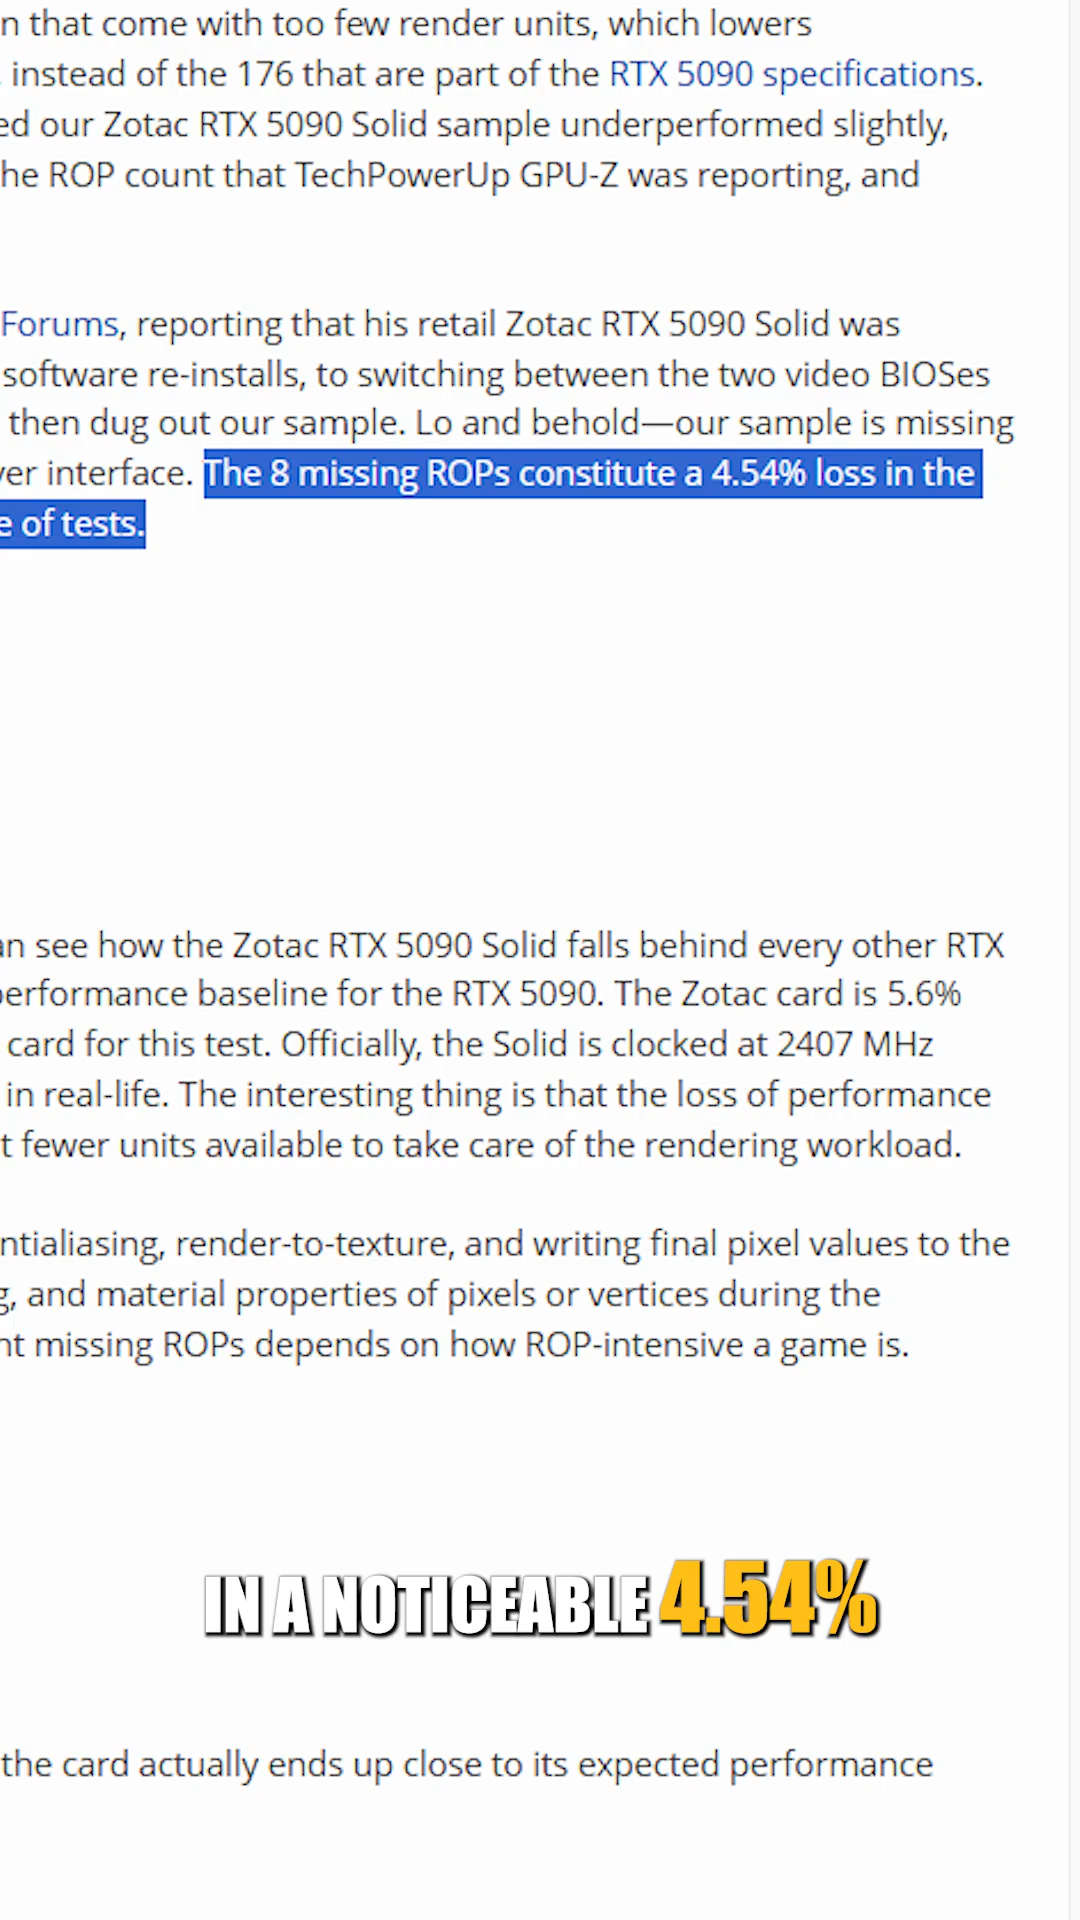 n that come with too few render units, which lowers
instead of the 176 that are part of the RTX 5090 specifications.
ed our Zotac RTX 5090 Solid sample underperformed slightly,
he ROP count that TechPowerUp GPU-Z was reporting, and
Forums, reporting that his retail Zotac RTX 5090 Solid was
software re-installs, to switching between the two video BIOSes
then dug out our sample. Lo and behold—our sample is missing
ver interface. The 8 missing ROPs constitute a 4.54% loss in the
e of tests.
an see how the Zotac RTX 5090 Solid falls behind every other RTX
performance baseline for the RTX 5090. The Zotac card is 5.6%
card for this test. Officially, the Solid is clocked at 2407 MHz
in real-life. The interesting thing is that the loss of performance
t fewer units available to take care of the rendering workload.
ntialiasing, render-to-texture, and writing final pixel values to the
g, and material properties of pixels or vertices during the
nt missing ROPs depends on how ROP-intensive a game is.
IN A NOTICEABLE 4.54%
the card actually ends up close to its expected performance